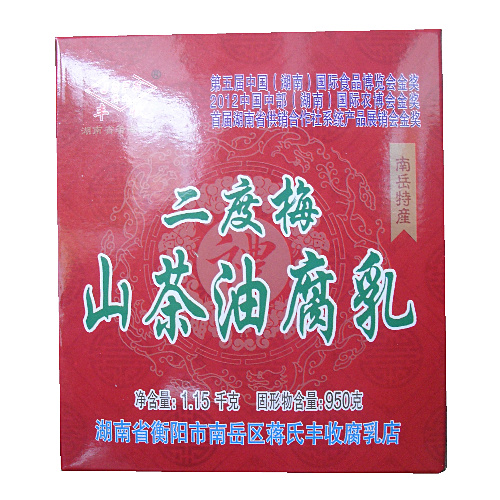 第五届中国(湖南)国际食品博览会金奖
2012中国中部(湖南)国际农博会金奖
首届湖南省供销合作社系统产品展销会金奖
丰
南岳特産
二度梅
山茶油腐乳
净含量:1.15 千克 固形物含量:950克
湖南省衡阳市南岳区蒋氏丰收腐乳店